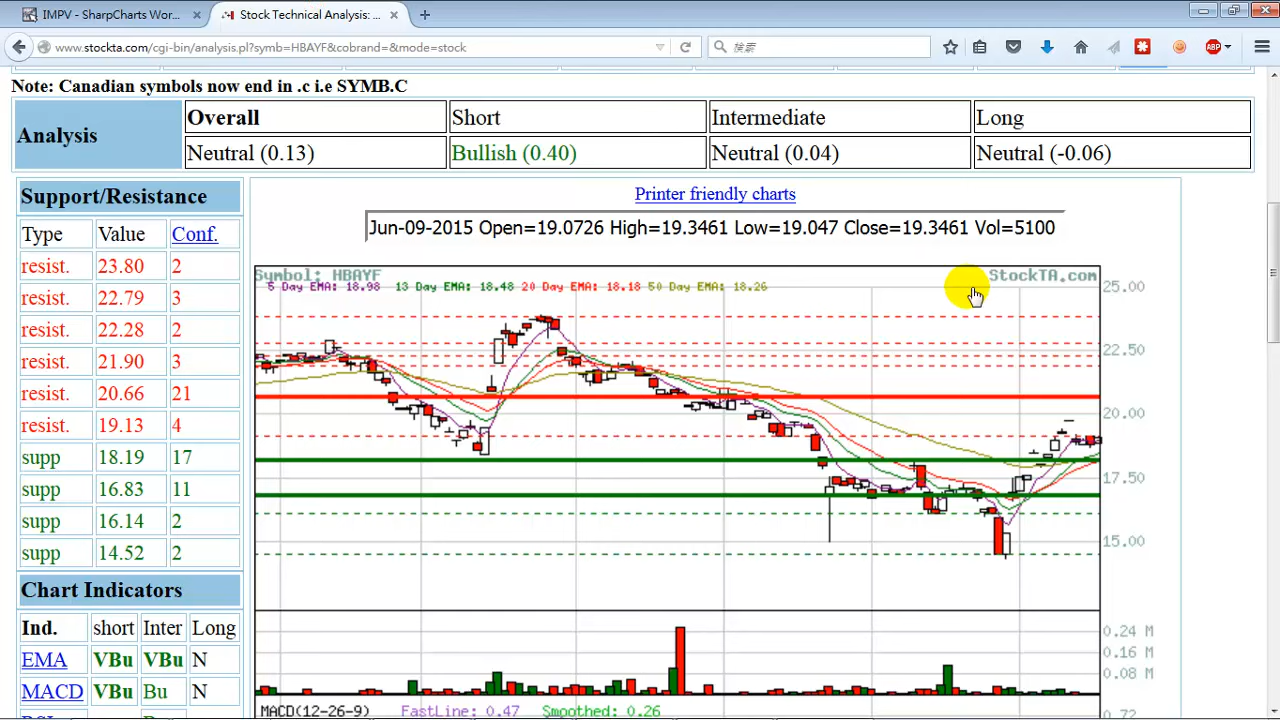 IMPV - SharpCharts Wor...
Stock Technical Analysis: ...
www.stockta.com/cgi-bin/analysis.pl?symb=HBAYF&cobrand=&mode=stock
搜索
ABP
Note: Canadian symbols now end in .c i.e SYMB.C
Analysis
Overall Short Intermediate Long
Neutral (0.13) Bullish (0.40) Neutral (0.04) Neutral (-0.06)
Support/Resistance
Type Value Conf.
resist. 23.80 2
resist. 22.79 3
resist. 22.28 2
resist. 21.90 3
resist. 20.66 21
resist. 19.13 4
supp 18.19 17
supp 16.83 11
supp 16.14 2
supp 14.52 2
Chart Indicators
Ind. short Inter Long
EMA VBu VBu N
MACD VBu Bu N
Printer friendly charts
Jun-09-2015 Open=19.0726 High=19.3461 Low=19.047 Close=19.3461 Vol=5100
Symbol: HBAYF
StockTA.com
5 Day EMA: 18.98 13 Day EMA: 18.48 20 Day EMA: 18.18 50 Day EMA: 18.26
25.00
22.50
20.00
17.50
15.00
0.24 M
0.16 M
0.08 M
MACD(12-26-9) FastLine: 0.47 Smoothed: 0.26
0.72